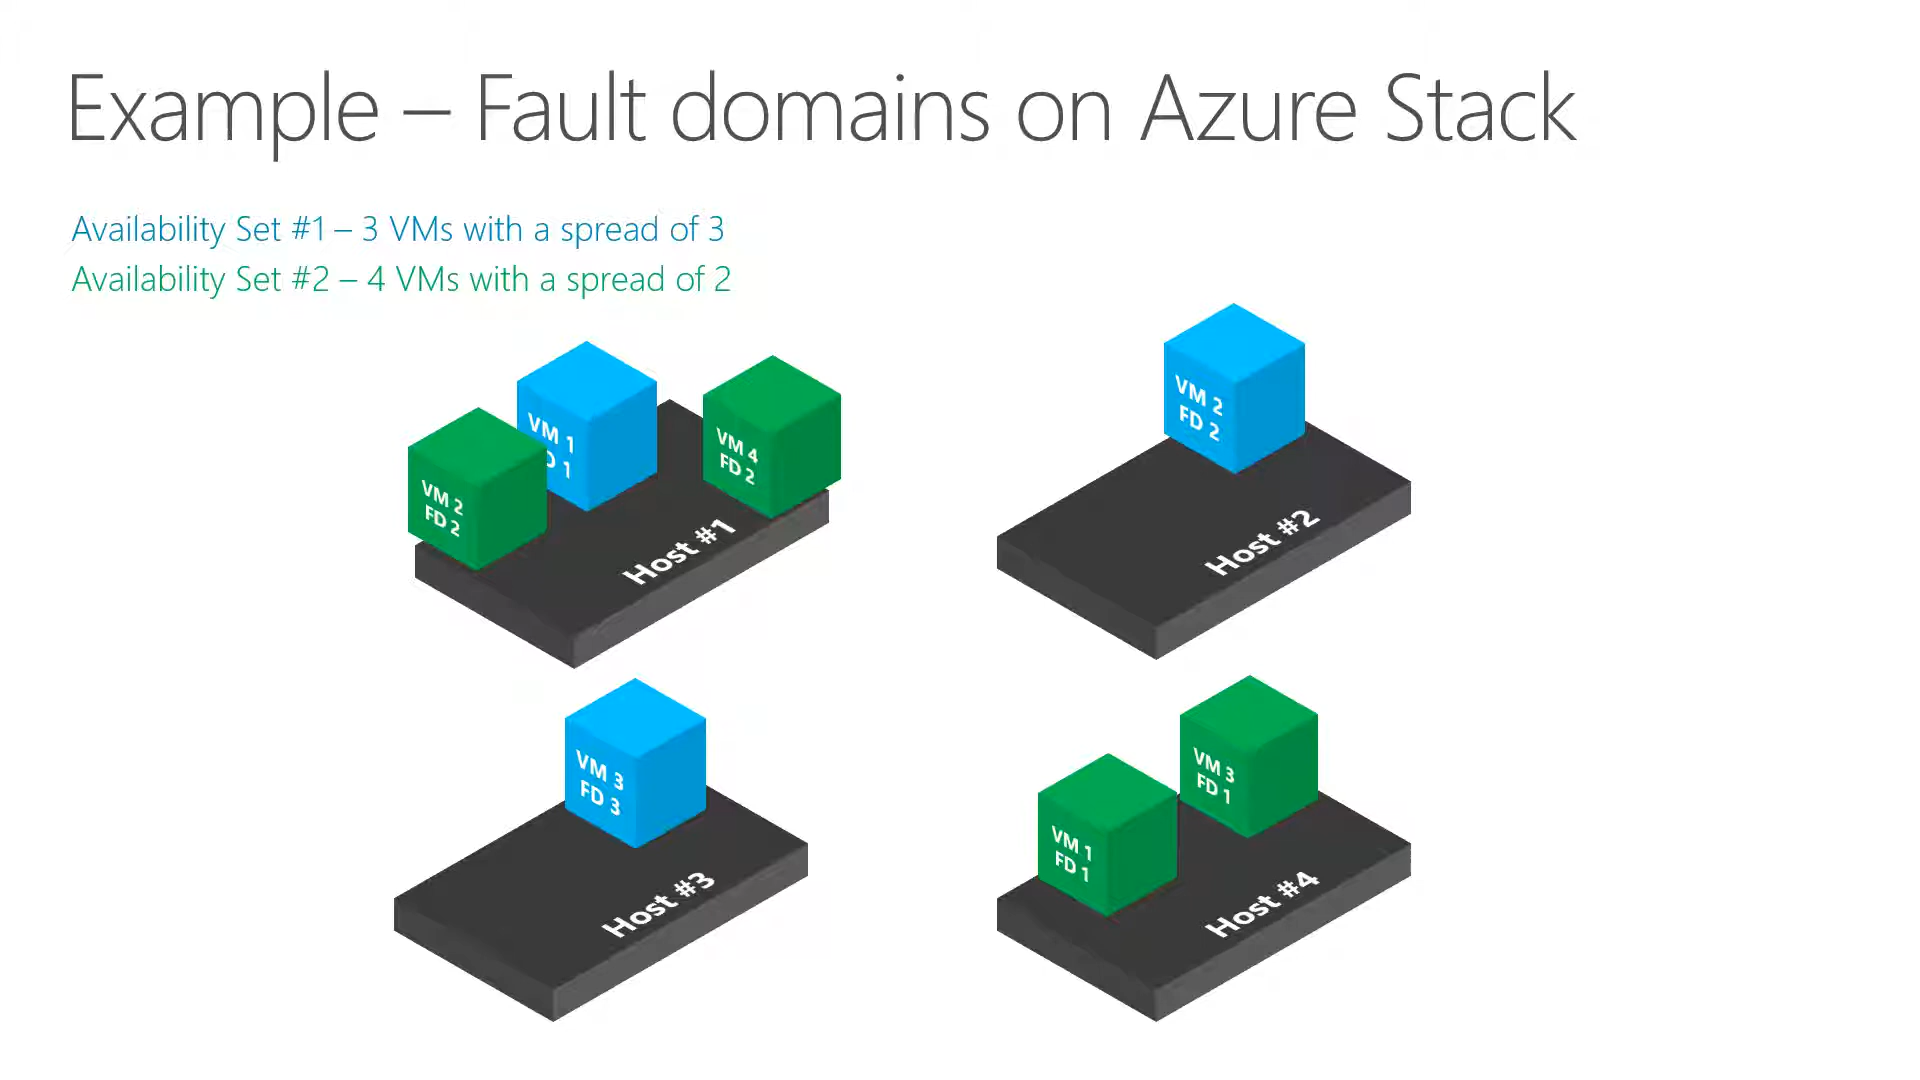 Example – Fault domains on Azure Stack
Availability Set #1 – 3 VMs with a spread of 3
Availability Set #2 – 4 VMs with a spread of 2
VM 2
FD 2
VM 1
D 1
VM 4
FD 2
Host #1
VM 2
FD 2
Host #2
VM 3
FD 3
Host #3
VM 1
FD 1
VM 3
FD 1
Host #4